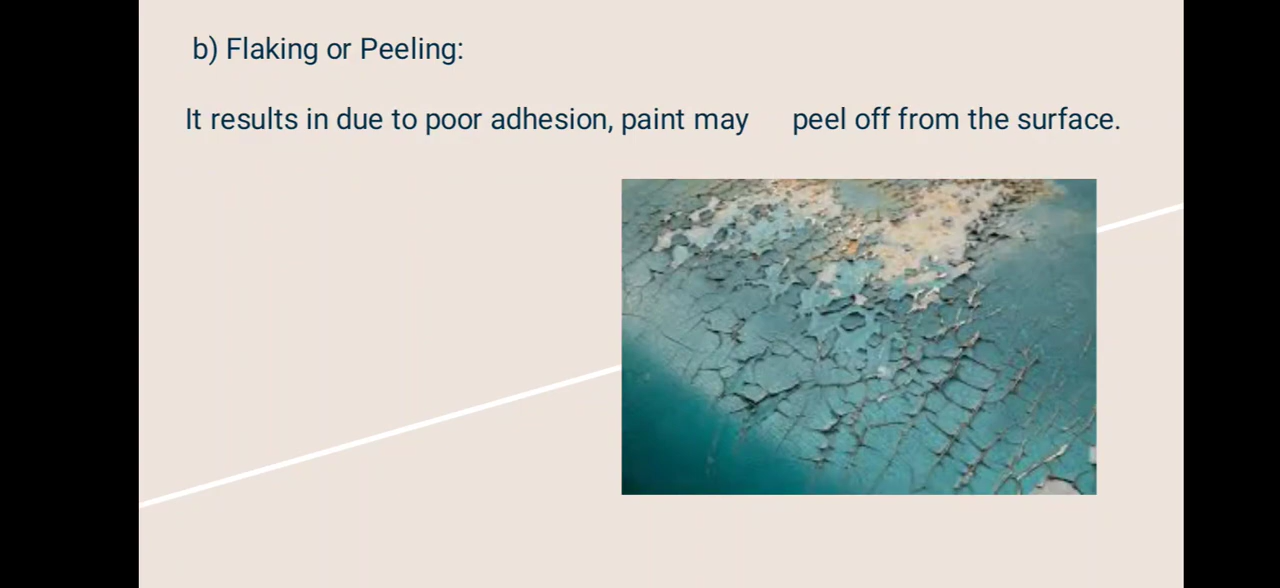 b) Flaking or Peeling:
It results in due to poor adhesion, paint may peel off from the surface.